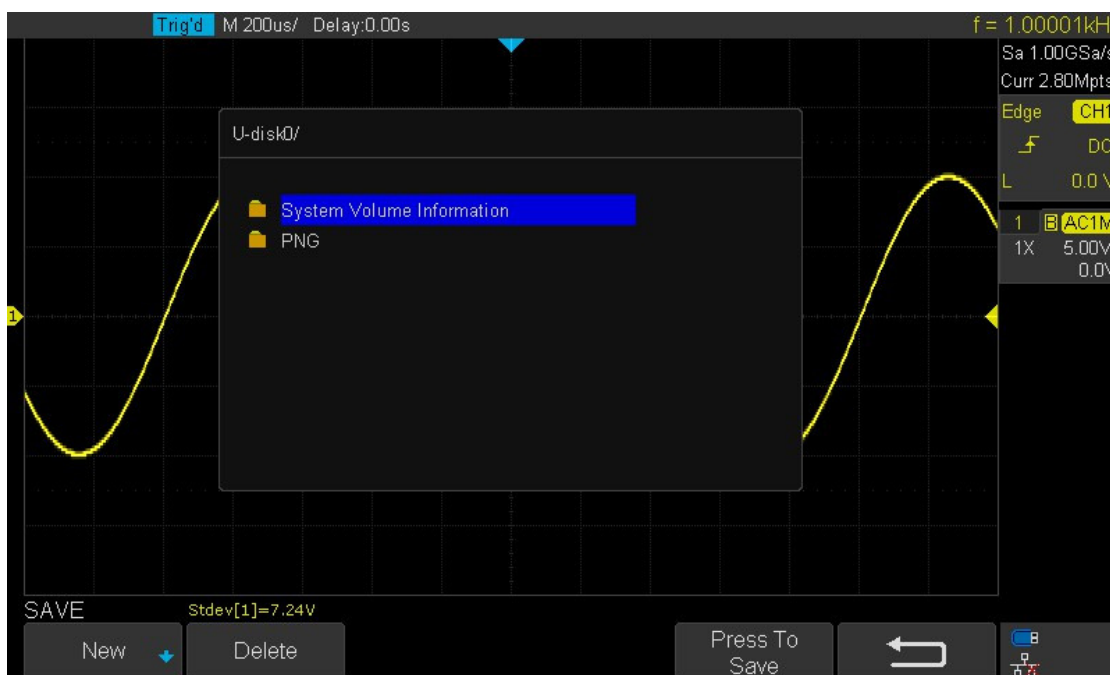 Trig'd M 200us/ Delay:0.00s f = 1.00001kH
Sa 1.00GSa/s
Curr 2.80Mpts
Edge CH1
DC
L 0.0 V
U-disk0/
System Volume Information
PNG
1 B AC1M
1X 5.00V
0.0V
1
SAVE Stdev[1]=7.24V
New Delete Press To Save